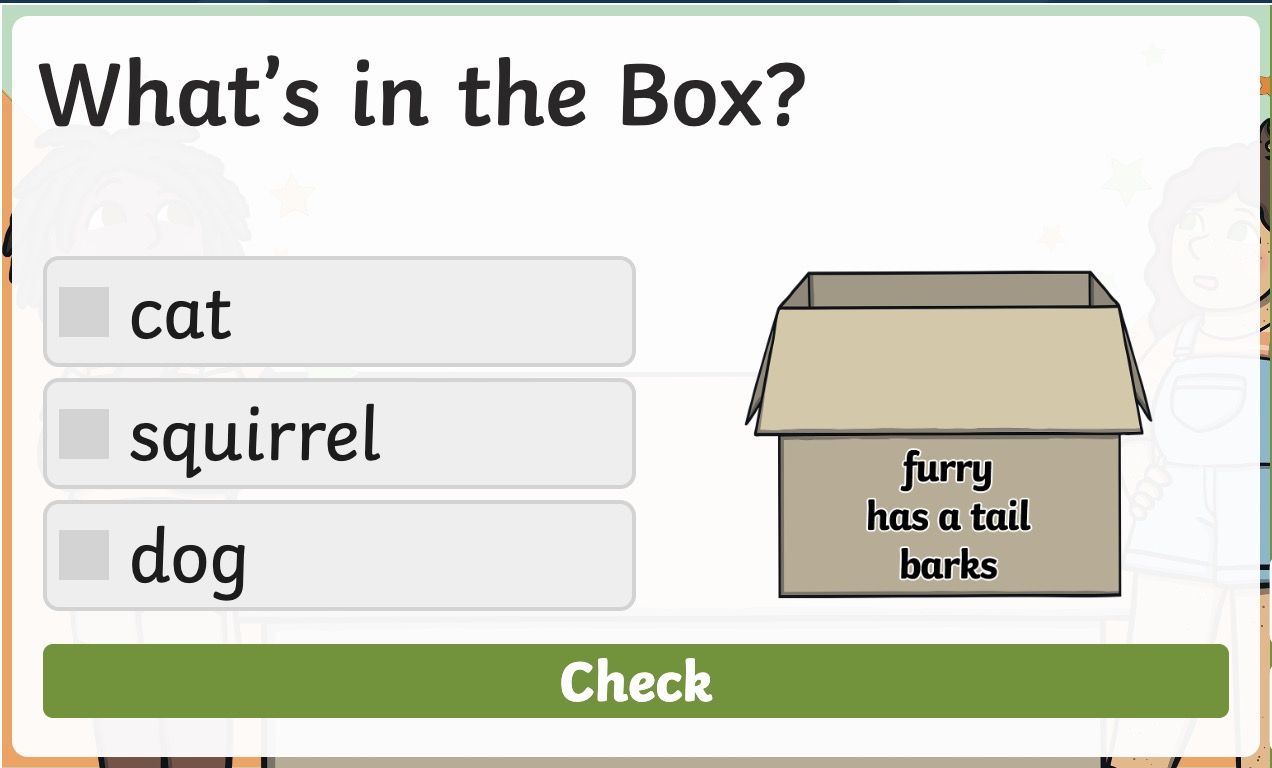 What's in the Box?
cat
squirrel
dog
furry
has a tail
barks
Check